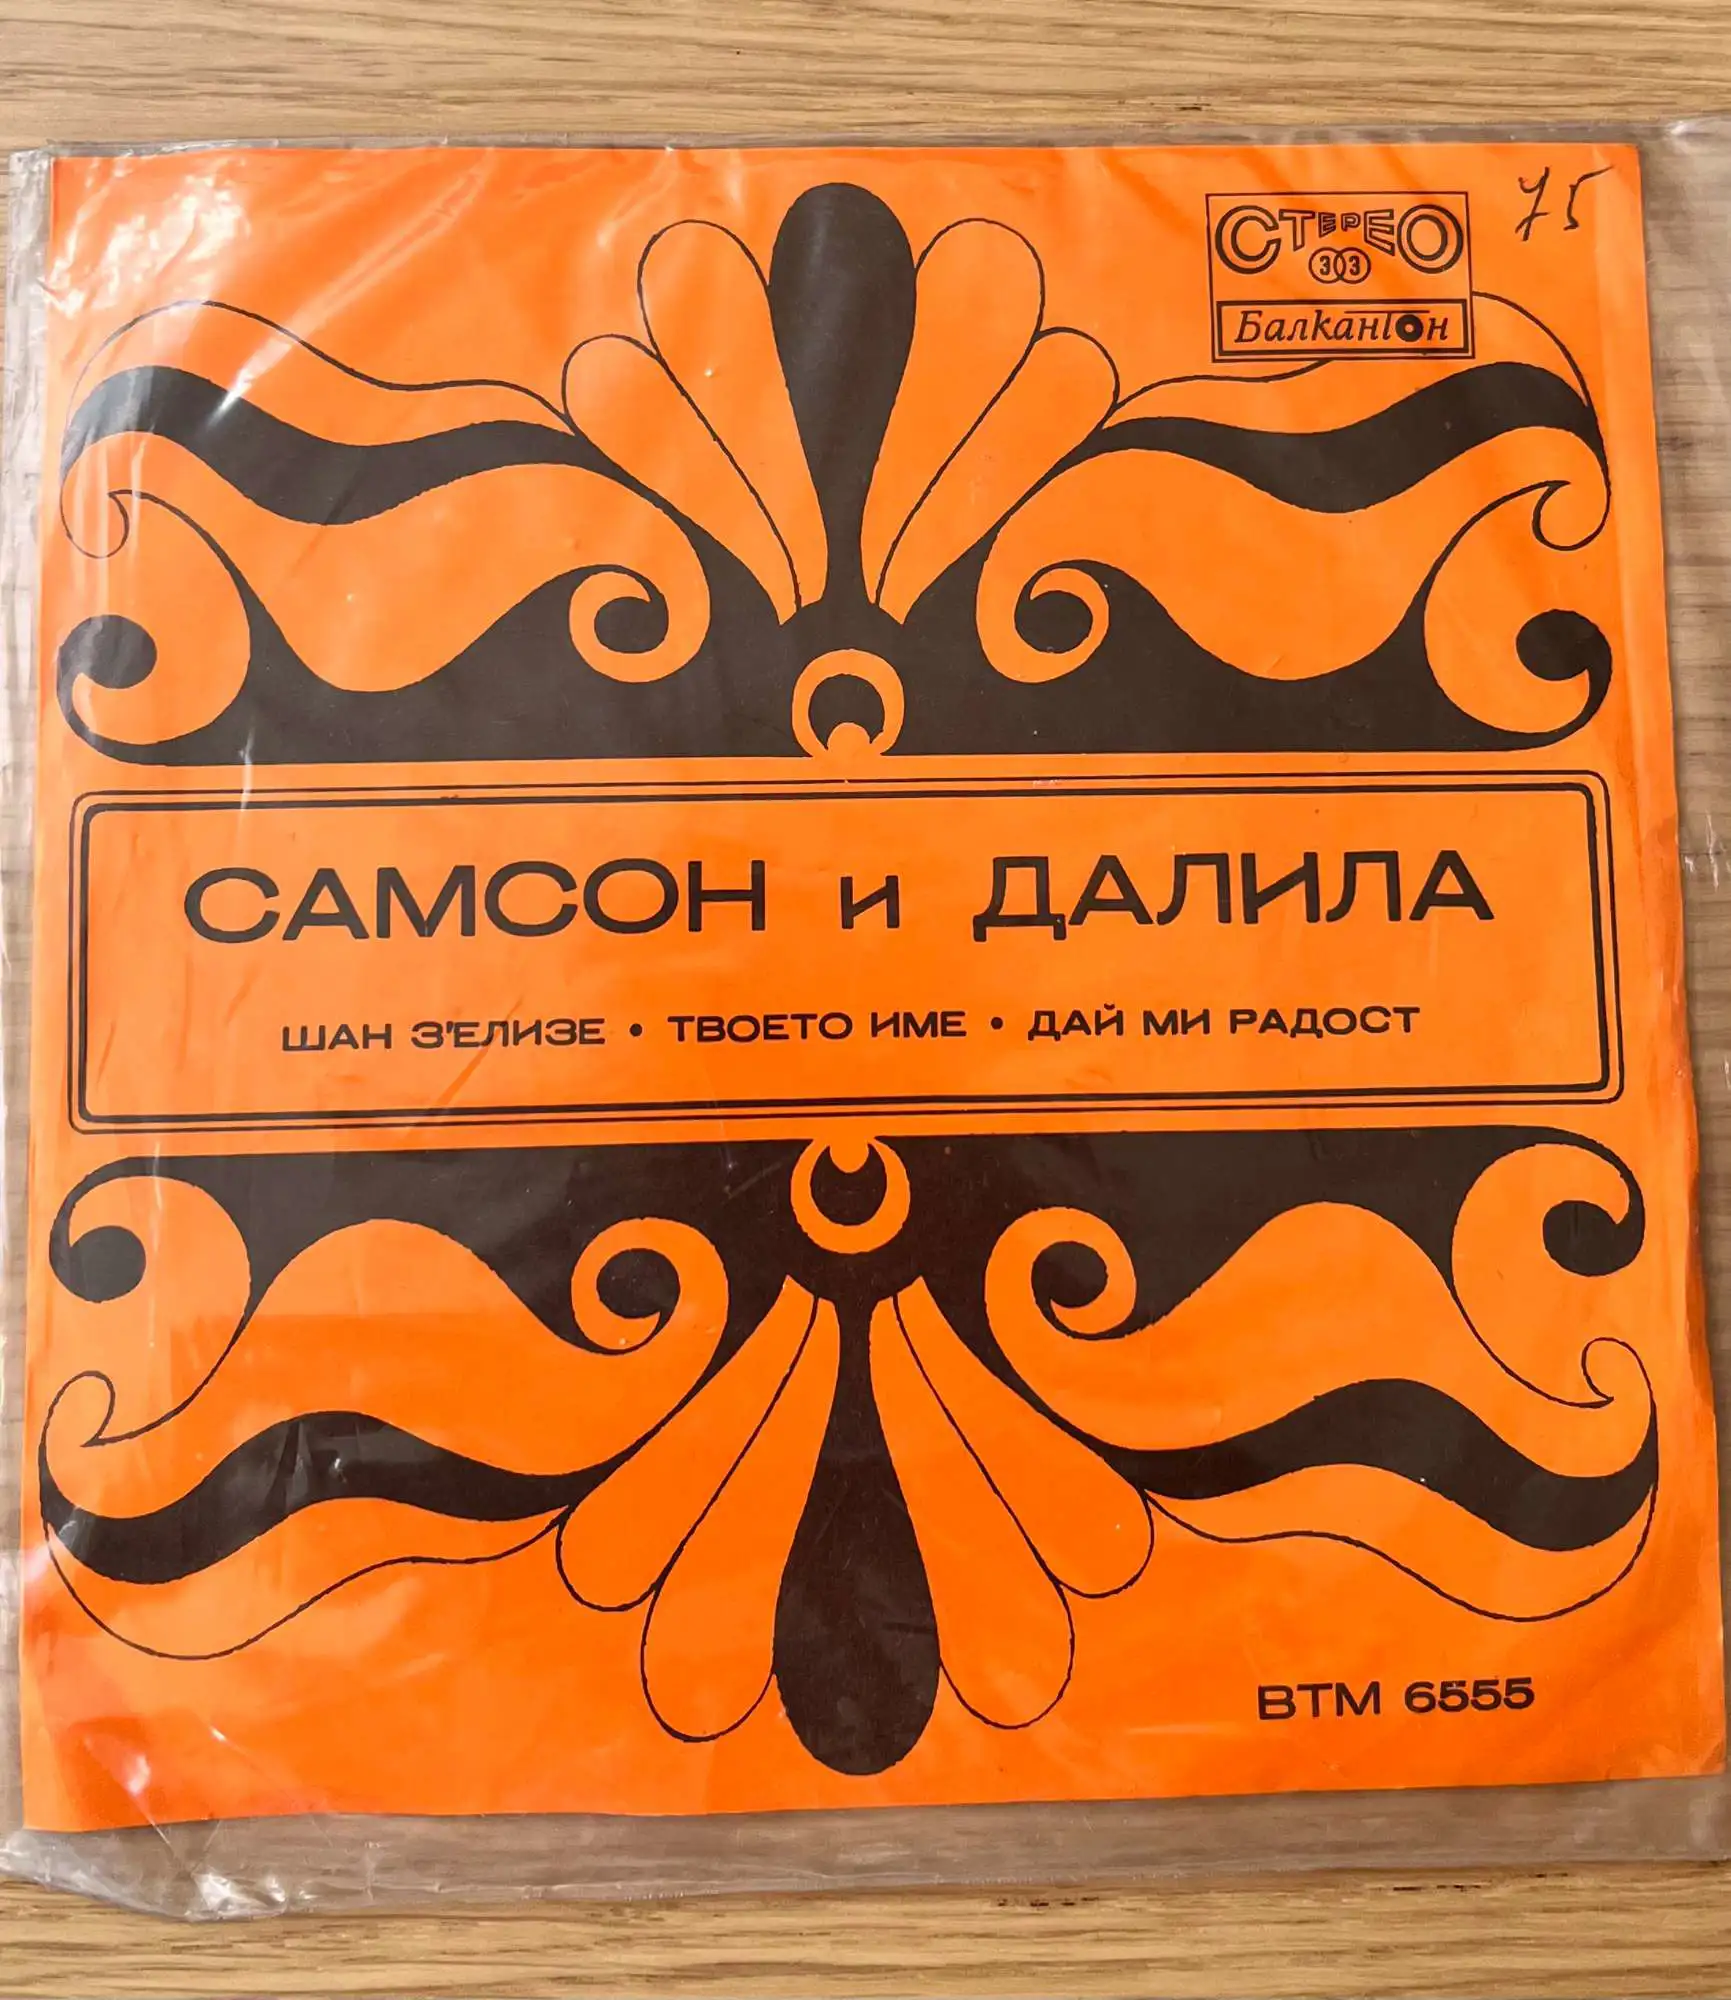 СТЕРЕО
33
Балкантон
75
САМСОН и ДАЛИЛА
ШАН З'ЕЛИЗЕ • ТВОЕТО ИМЕ • ДАЙ МИ РАДОСТ
ВТМ 6555